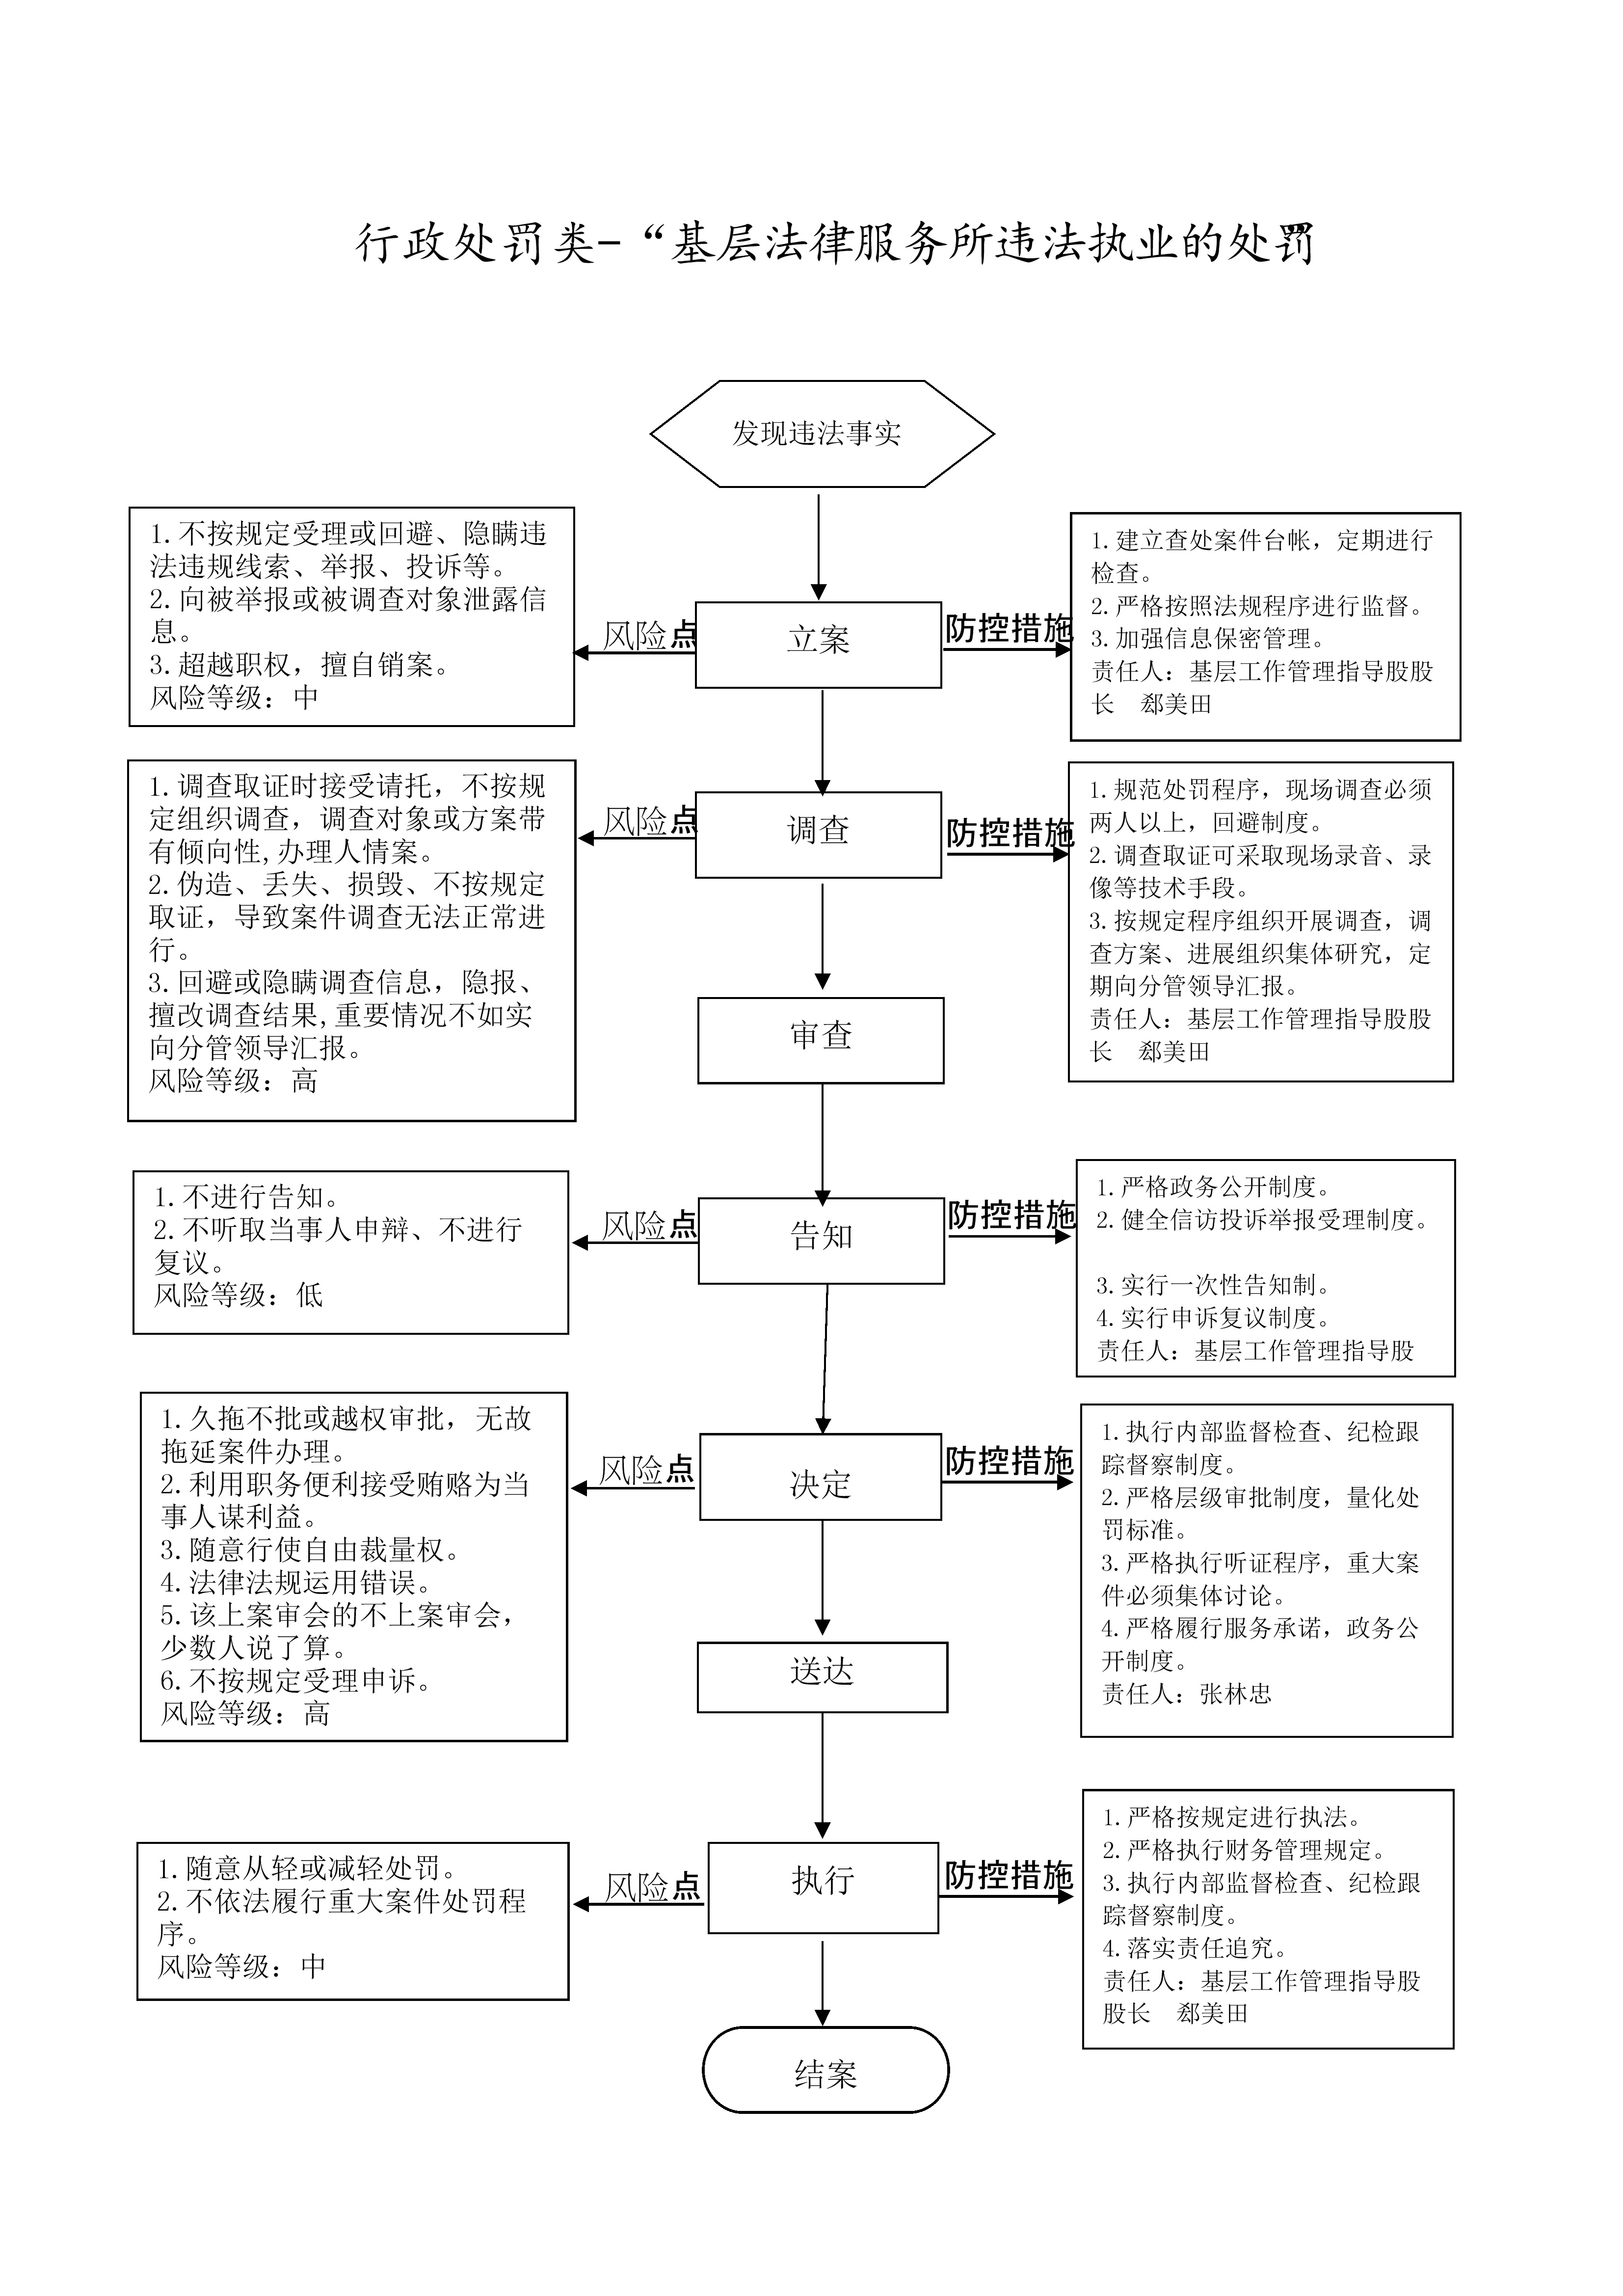 行政处罚类-“基层法律服务所违法执业的处罚”
发现违法事实
1.不按规定受理或回避、隐瞒违
法违规线索、举报、投诉等。
2.向被举报或被调查对象泄露信
息。
3.超越职权，擅自销案。
风险等级：中
风险点
立案
防控措施
1.建立查处案件台帐，定期进行
检查。
2.严格按照法规程序进行监督。
3.加强信息保密管理。
责任人：基层工作管理指导股股
长　郄美田
1.调查取证时接受请托，不按规
定组织调查，调查对象或方案带
有倾向性,办理人情案。
2.伪造、丢失、损毁、不按规定
取证，导致案件调查无法正常进
行。
3.回避或隐瞒调查信息，隐报、
擅改调查结果,重要情况不如实
向分管领导汇报。
风险等级：高
风险点
调查
防控措施
1.规范处罚程序，现场调查必须
两人以上，回避制度。
2.调查取证可采取现场录音、录
像等技术手段。
3.按规定程序组织开展调查，调
查方案、进展组织集体研究，定
期向分管领导汇报。
责任人：基层工作管理指导股股
长　郄美田
审查
1.不进行告知。
2.不听取当事人申辩、不进行
复议。
风险等级：低
风险点
告知
防控措施
1.严格政务公开制度。
2.健全信访投诉举报受理制度。
3.实行一次性告知制。
4.实行申诉复议制度。
责任人：基层工作管理指导股
1.久拖不批或越权审批，无故
拖延案件办理。
2.利用职务便利接受贿赂为当
事人谋利益。
3.随意行使自由裁量权。
4.法律法规运用错误。
5.该上案审会的不上案审会，
少数人说了算。
6.不按规定受理申诉。
风险等级：高
风险点
决定
防控措施
1.执行内部监督检查、纪检跟
踪督察制度。
2.严格层级审批制度，量化处
罚标准。
3.严格执行听证程序，重大案
件必须集体讨论。
4.严格履行服务承诺，政务公
开制度。
责任人：张林忠
送达
1.随意从轻或减轻处罚。
2.不依法履行重大案件处罚程
序。
风险等级：中
风险点
执行
防控措施
1.严格按规定进行执法。
2.严格执行财务管理规定。
3.执行内部监督检查、纪检跟
踪督察制度。
4.落实责任追究。
责任人：基层工作管理指导股
股长　郄美田
结案